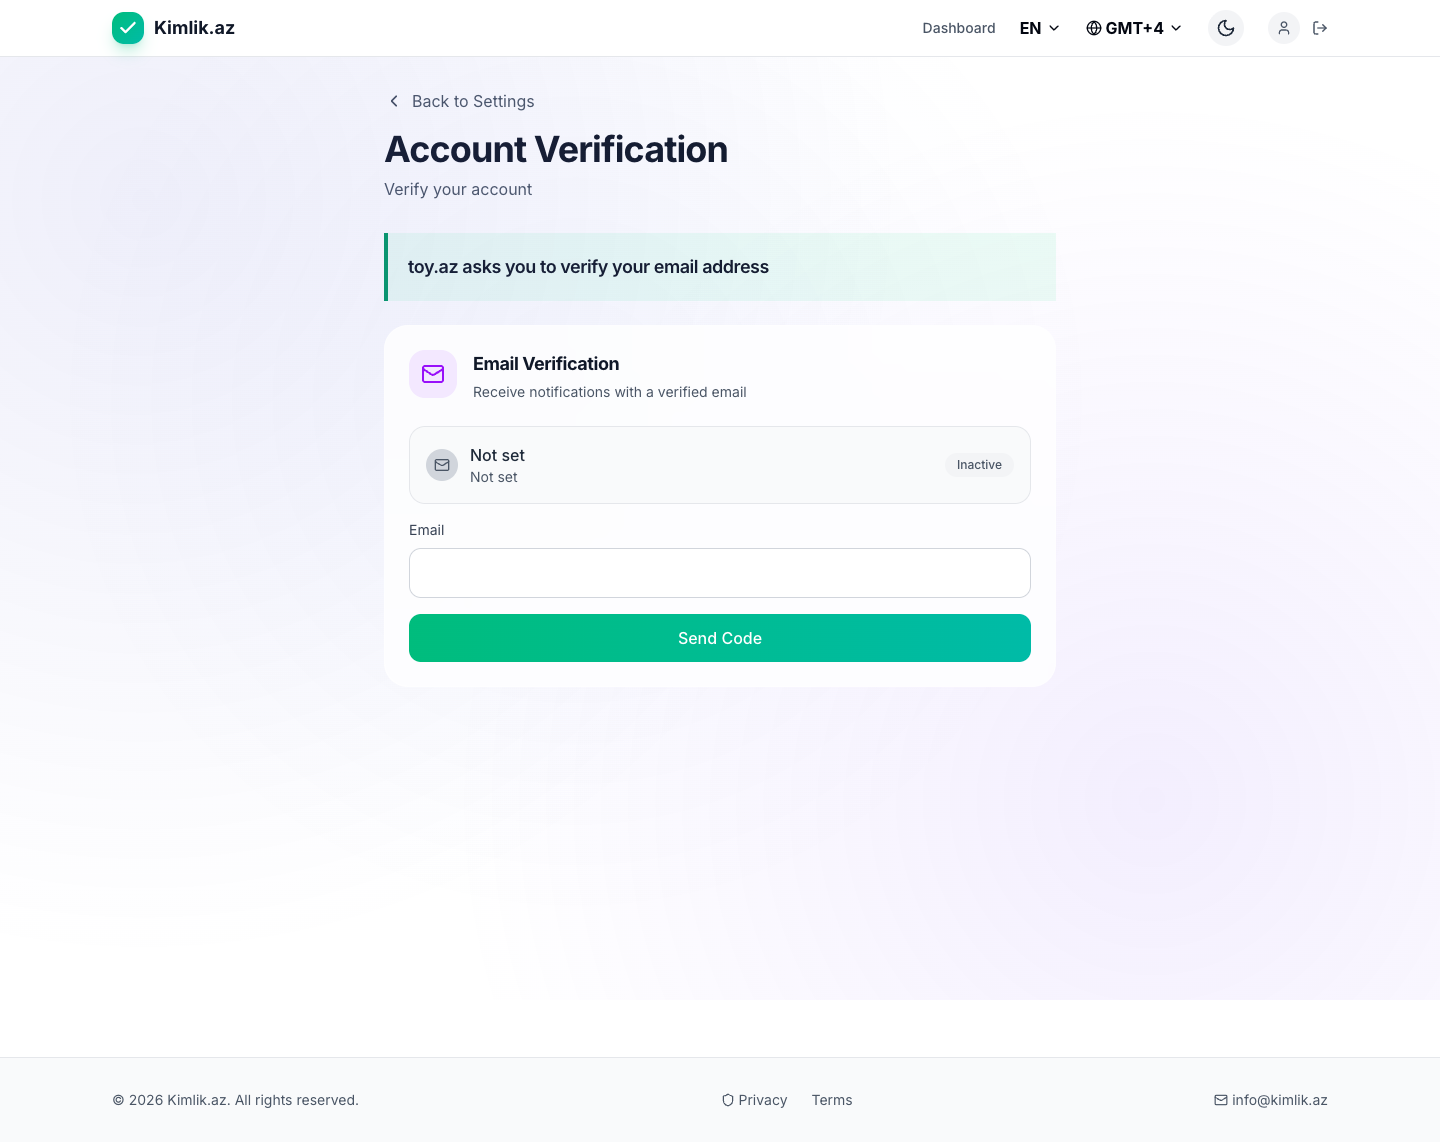 Kimlik.az
Dashboard
EN
GMT+4
Back to Settings
Account Verification
Verify your account
toy.az asks you to verify your email address
Email Verification
Receive notifications with a verified email
Not set
Not set
Inactive
Email
Send Code
© 2026 Kimlik.az. All rights reserved.
Privacy
Terms
info@kimlik.az